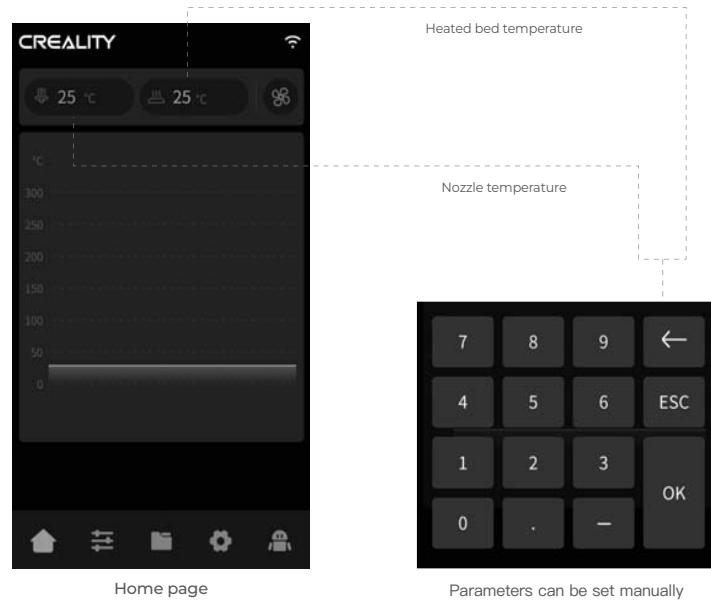 CREALITY
Heated bed temperature
25 °C
25 °C
°C
Nozzle temperature
300
250
200
150
100
50
0
7 8 9 ←
4 5 6 ESC
1 2 3
OK
0 . —
Home page
Parameters can be set manually